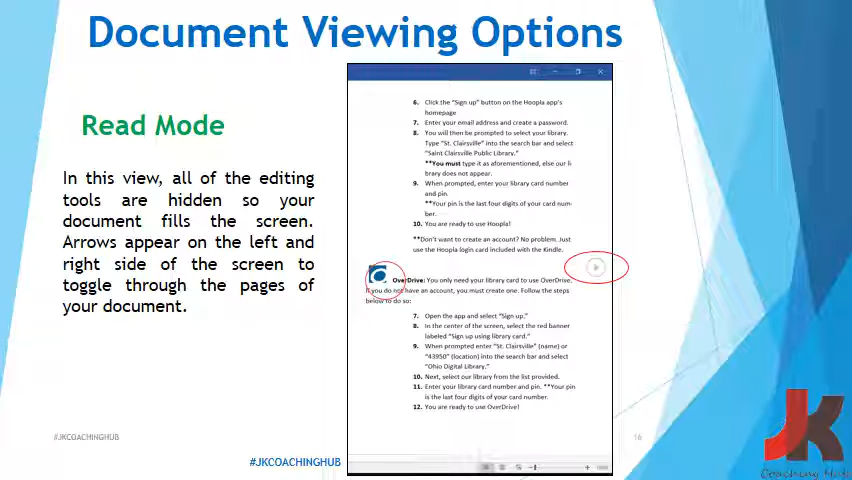 Document Viewing Options
Read Mode
In this view, all of the editing
tools are hidden so your
document fills the screen.
Arrows appear on the left and
right side of the screen to
toggle through the pages of
your document.
6. Click the "Sign up" button on the Hoopla app's
homepage
7. Enter your email address and create a password.
8. You will then be prompted to select your library.
Type "St. Clairsville" into the search bar and select
"Saint Clairsville Public Library."
**You must type it as aforementioned, else our li
brary does not appear.
9. When prompted, enter your library card number
and pin.
**Your pin is the last four digits of your card num-
ber.
10. You are ready to use Hoopla!
**Don't want to create an account? No problem. Just
use the Hoopla login card included with the Kindle.
OverDrive: You only need your library card to use OverDrive,
if you do not have an account, you must create one. Follow the steps
below to do so:
7. Open the app and select "Sign up."
8. In the center of the screen, select the red banner
labeled "Sign up using library card."
9. When prompted enter "St. Clairsville" (name) or
"43950" (location) into the search bar and select
"Ohio Digital Library."
10. Next, select our library from the list provided.
11. Enter your library card number and pin. **Your pin
is the last four digits of your card number.
12. You are ready to use OverDrive!
#JKCOACHINGHUB
16
#JKCOACHINGHUB
JK
Coaching Hub